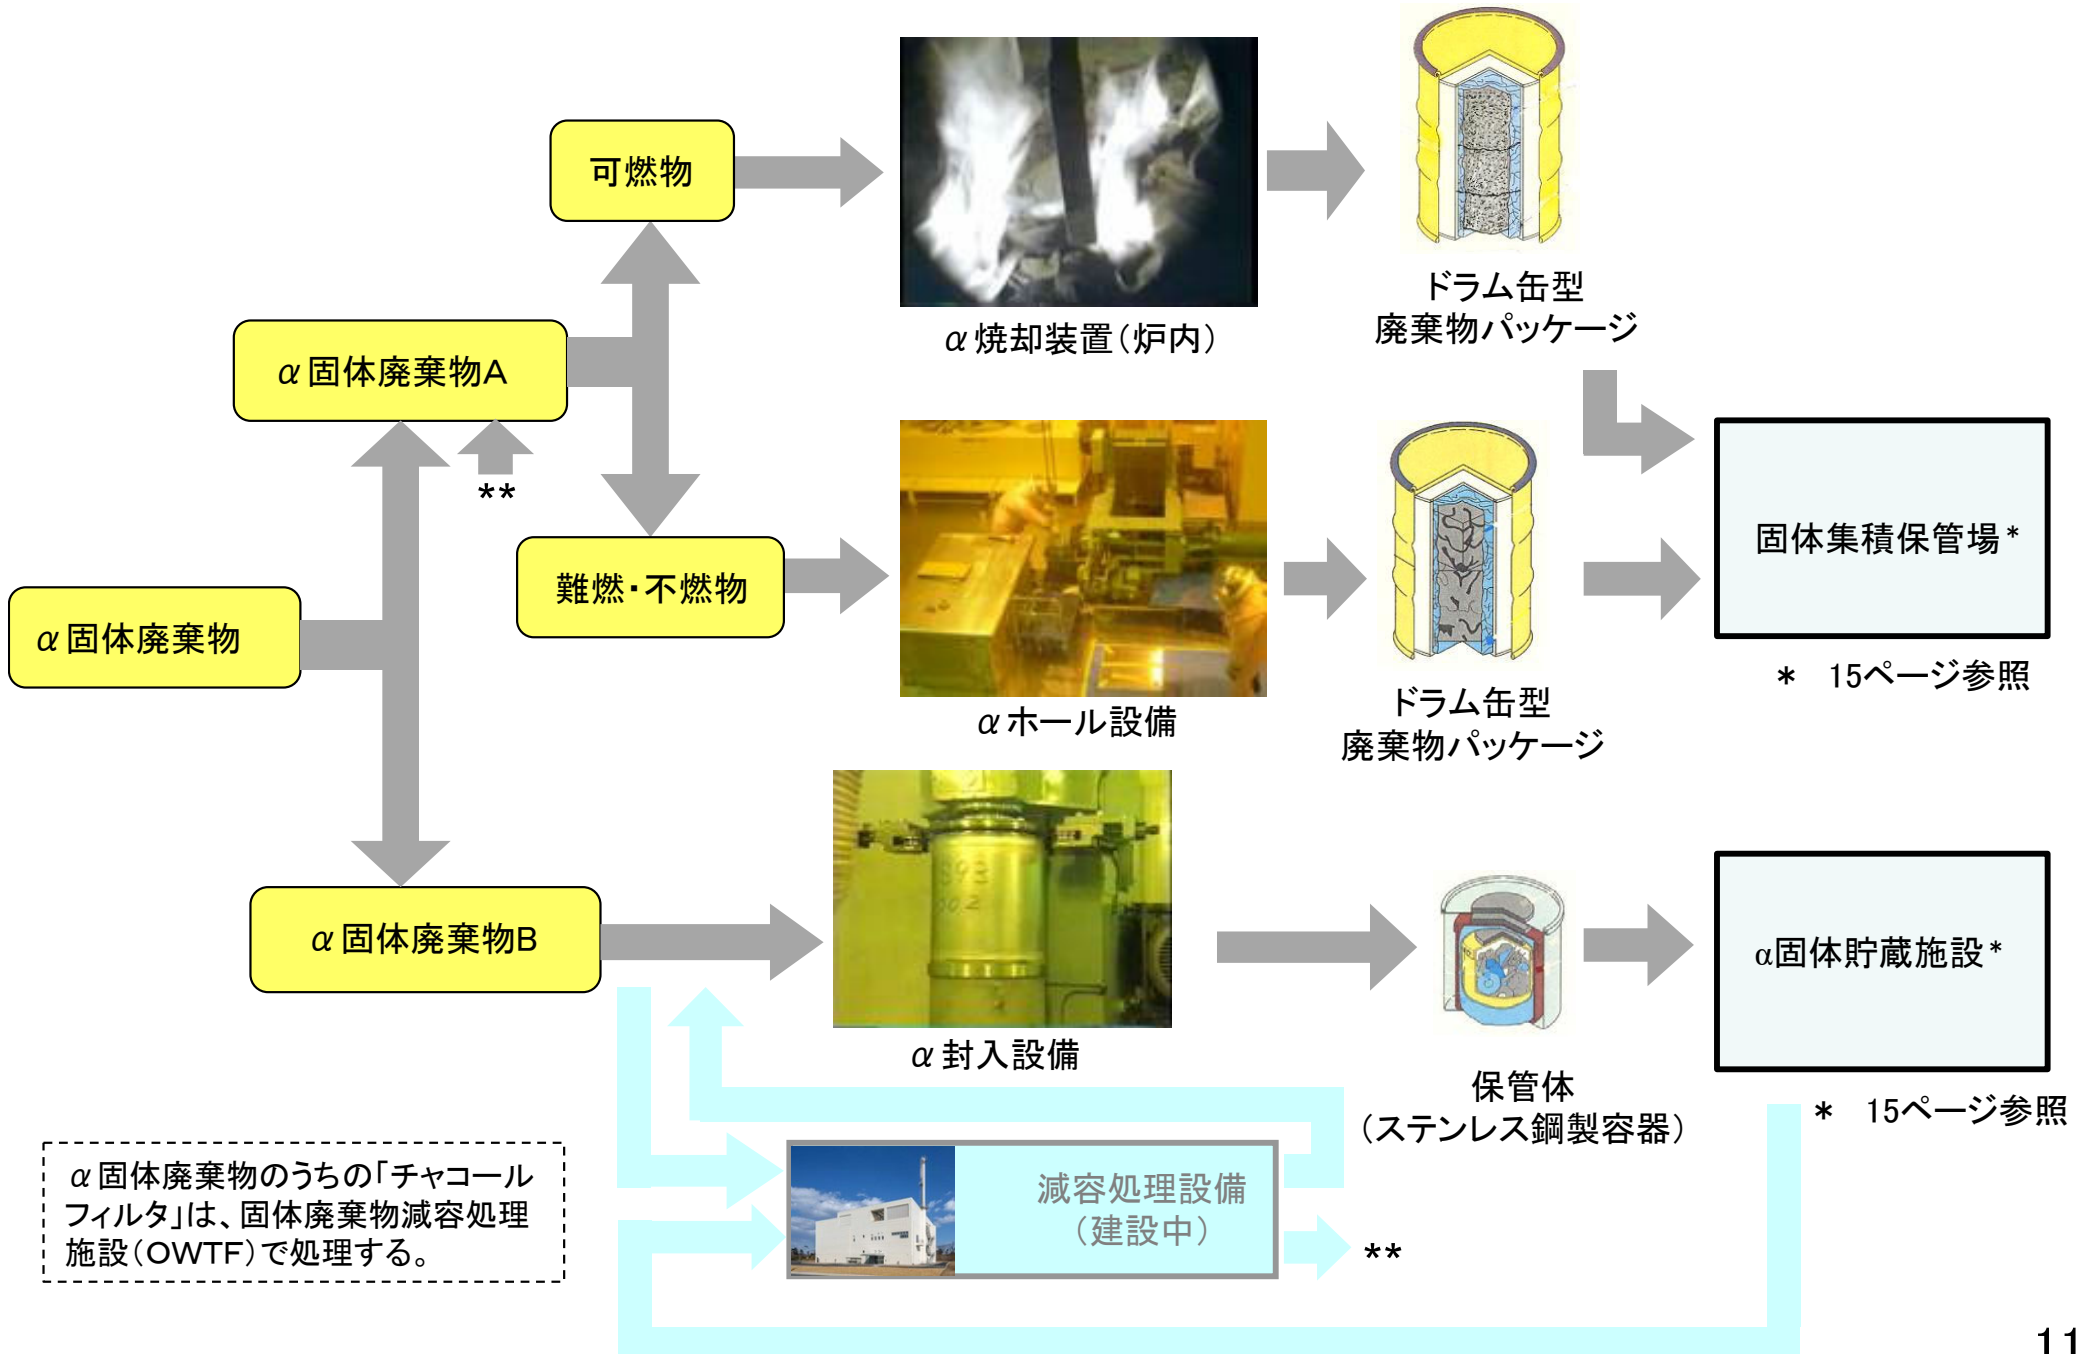 可燃物
α焼却装置（炉内）
ドラム缶型
廃棄物パッケージ
α固体廃棄物A
**
難燃・不燃物
αホール設備
ドラム缶型
廃棄物パッケージ
固体集積保管場*
* 15ページ参照
α固体廃棄物
α固体廃棄物B
α封入設備
保管体
（ステンレス鋼製容器）
α固体貯蔵施設*
* 15ページ参照
減容処理設備
（建設中）
**
α固体廃棄物のうちの「チャコール
フィルタ」は、固体廃棄物減容処理
施設（OWTF）で処理する。
11